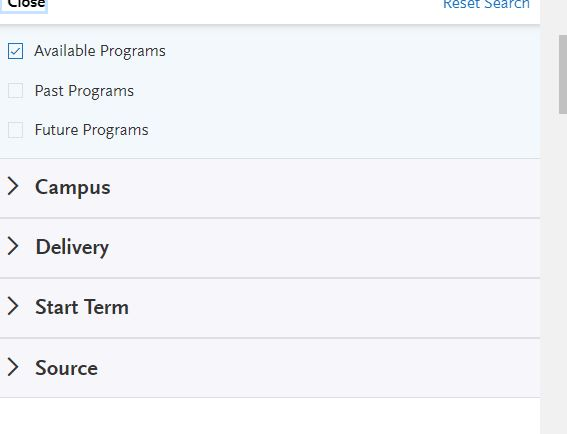 Close
Reset Search
Available Programs
Past Programs
Future Programs
Campus
Delivery
Start Term
Source